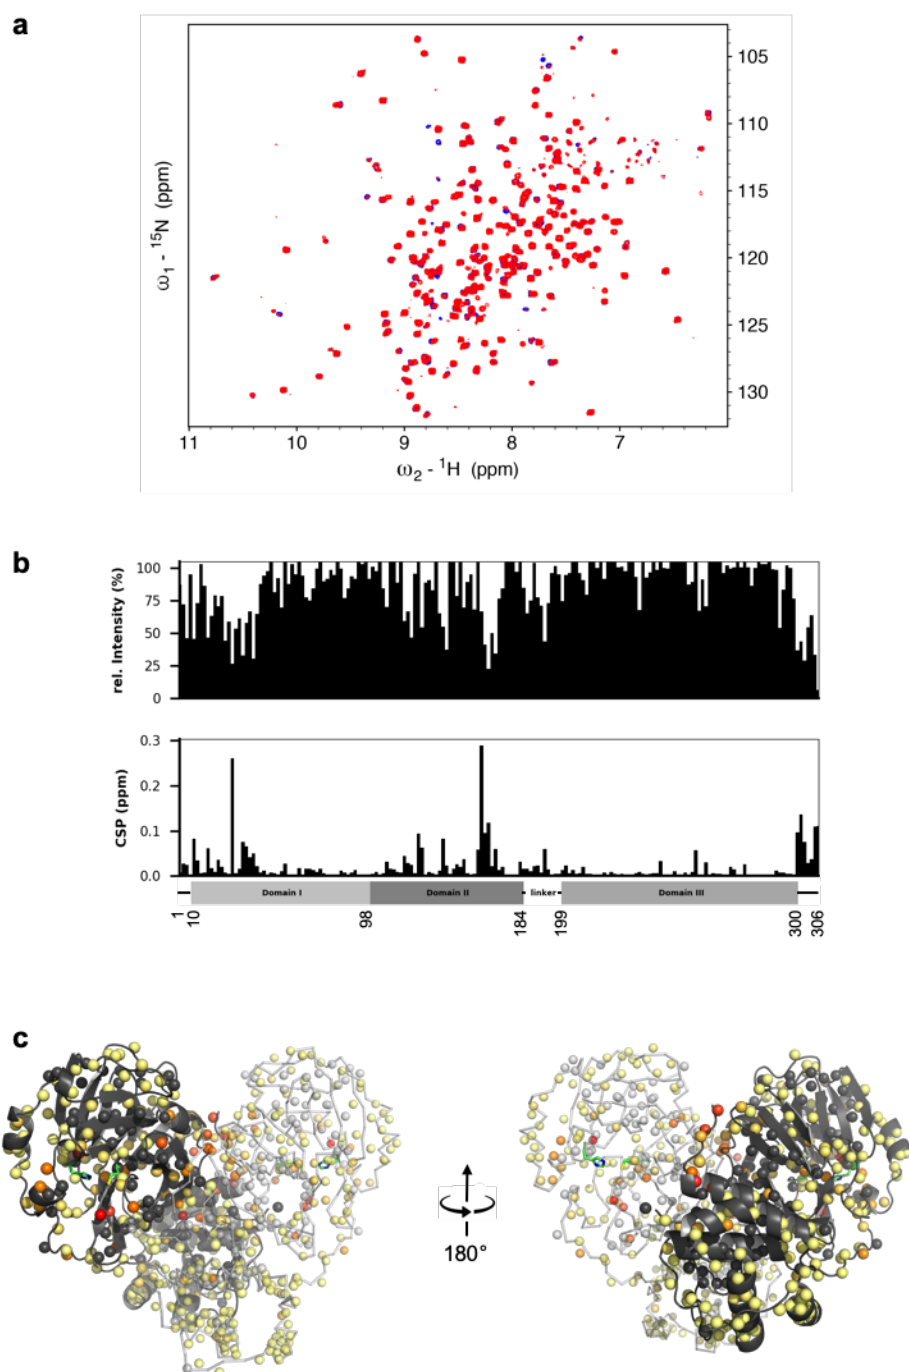 a
105
110
115
120
125
130
ω1 - 15N (ppm)
11 10 9 8 7
ω2 - 1H (ppm)
b
100
75
50
25
0
rel. Intensity (%)
0.3
0.2
0.1
0.0
CSP (ppm)
Domain I Domain II linker Domain III
1 10 98 184 199 300 306
c
180°